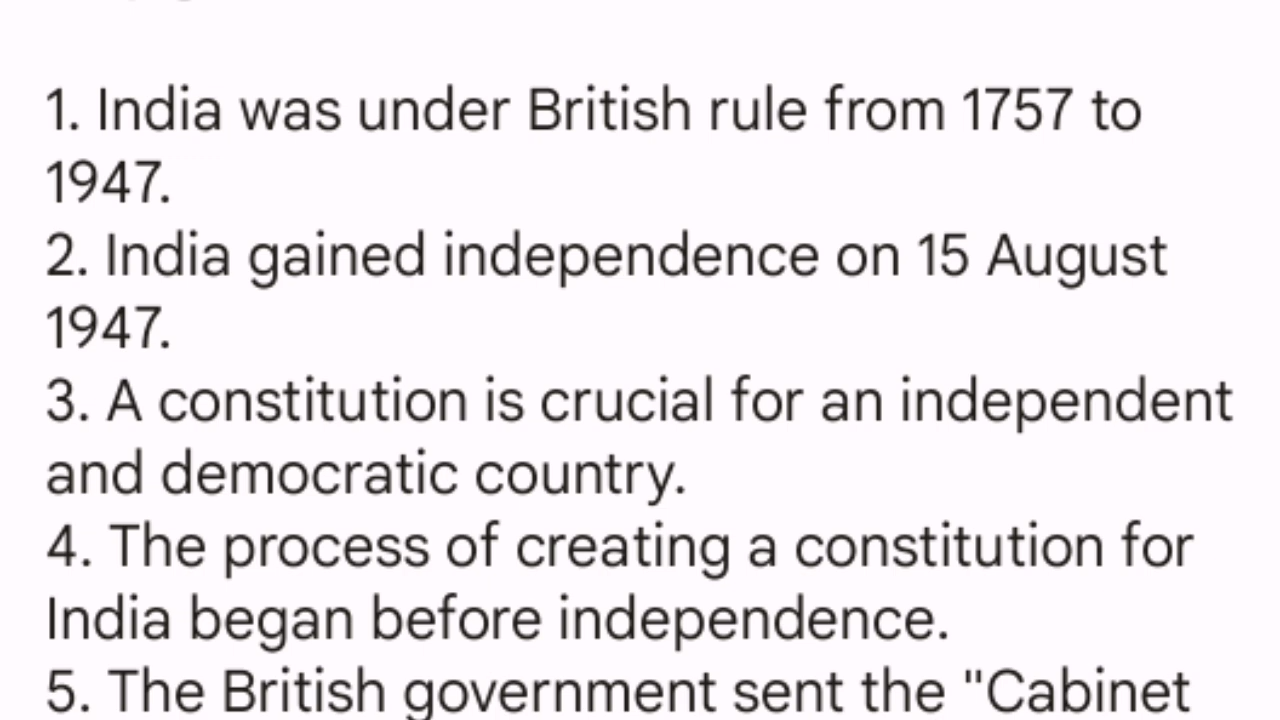 1. India was under British rule from 1757 to
1947.
2. India gained independence on 15 August
1947.
3. A constitution is crucial for an independent
and democratic country.
4. The process of creating a constitution for
India began before independence.
5. The British government sent the "Cabinet